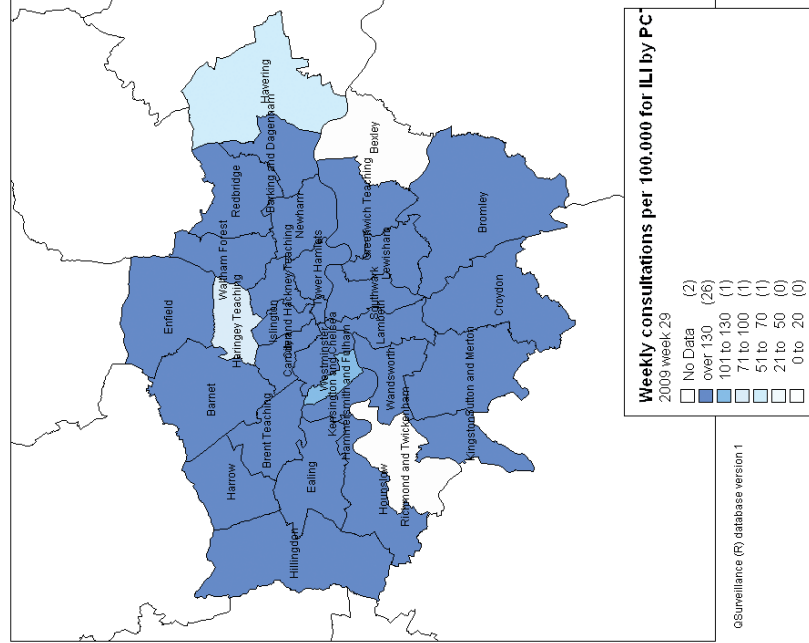 Enfield
Barnet
Waltham Forest
Harrow
Haringey Teaching
Redbridge
Havering
Brent Teaching
Barking and Dagenham
Islington
City and Hackney Teaching
Hillingdon
Newham
Ealing
Tower Hamlets
Westminster
Kensington and Chelsea
Hammersmith and Fulham
Greenwich Teaching
Southwark
Bexley
Lambeth
Hounslow
Lewisham
Wandsworth
Richmond and Twickenham
Kingston
Sutton and Merton
Bromley
Croydon
Weekly consultations per 100,000 for ILI by PC
2009 week 29
No Data (2)
over 130 (26)
101 to 130 (1)
71 to 100 (1)
51 to 70 (1)
21 to 50 (0)
0 to 20 (0)
QSurveillance (R) database version 1